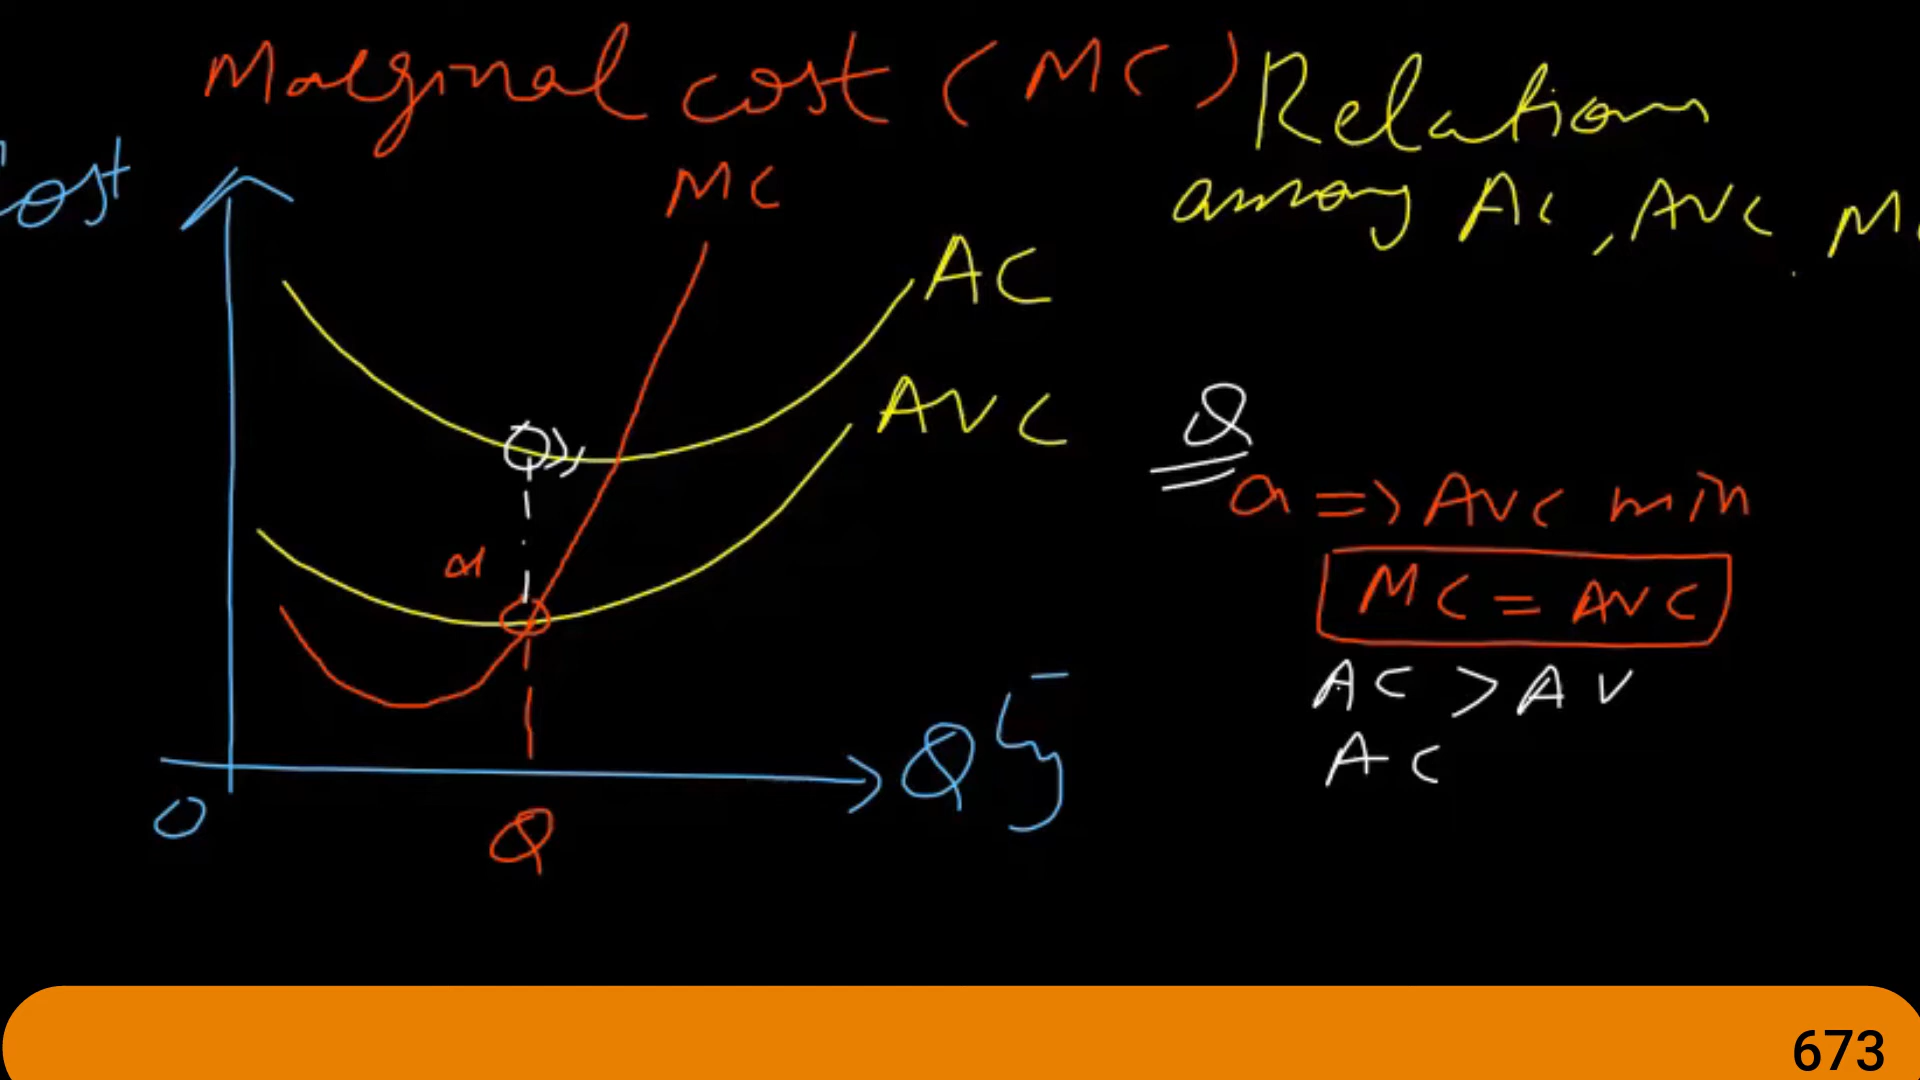 Marginal cost (MC)
Relation
among AC, AVC M
Cost
MC
AC
AVC
Q
a => AVC min
MC = AVC
a
AC > AV
AC
O
Q
Qty
673